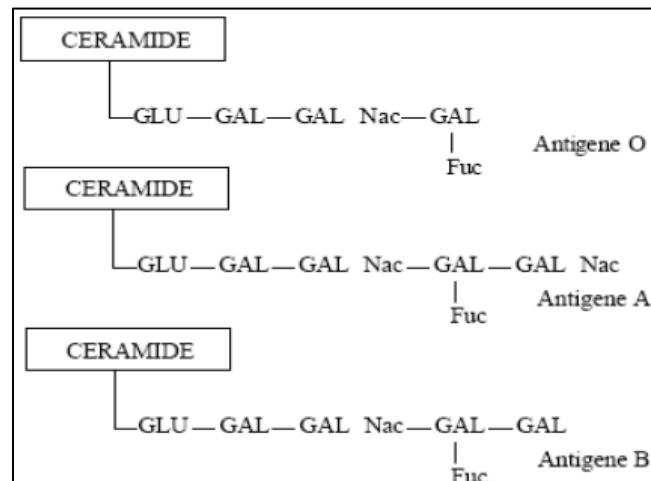 CERAMIDE
GLU — GAL — GAL Nac — GAL
Fuc
Antigene O
CERAMIDE
GLU — GAL — GAL Nac — GAL — GAL Nac
Fuc
Antigene A
CERAMIDE
GLU — GAL — GAL Nac — GAL — GAL
Fuc
Antigene B